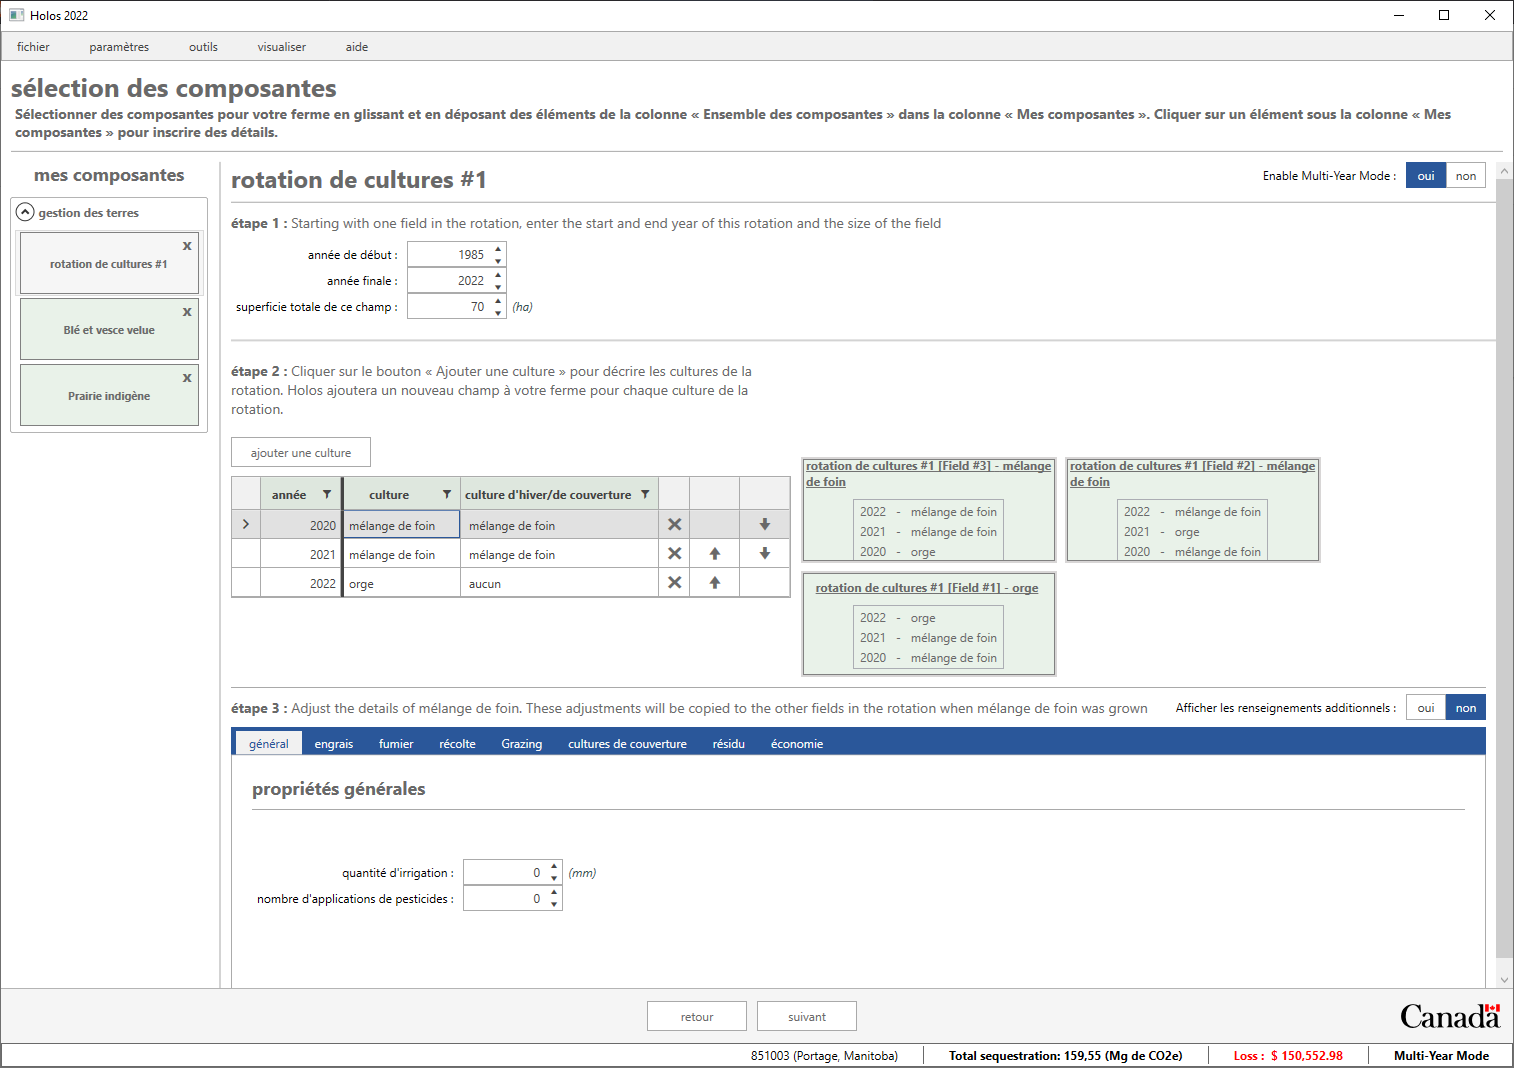 Holos 2022
fichier paramètres outils visualiser aide
sélection des composantes
Sélectionner des composantes pour votre ferme en glissant et en déposant des éléments de la colonne « Ensemble des composantes » dans la colonne « Mes composantes ». Cliquer sur un élément sous la colonne « Mes
composantes » pour inscrire des détails.
mes composantes
gestion des terres
x
rotation de cultures #1
x
Blé et vesce velue
x
Prairie indigène
rotation de cultures #1
Enable Multi-Year Mode : oui non
étape 1 : Starting with one field in the rotation, enter the start and end year of this rotation and the size of the field
année de début : 1985
année finale : 2022
superficie totale de ce champ : 70 (ha)
étape 2 : Cliquer sur le bouton « Ajouter une culture » pour décrire les cultures de la
rotation. Holos ajoutera un nouveau champ à votre ferme pour chaque culture de la
rotation.
ajouter une culture
année culture culture d'hiver/de couverture
2020 mélange de foin mélange de foin
2021 mélange de foin mélange de foin
2022 orge aucun
rotation de cultures #1 [Field #3] - mélange
de foin
2022 - mélange de foin
2021 - mélange de foin
2020 - orge
rotation de cultures #1 [Field #2] - mélange
de foin
2022 - mélange de foin
2021 - orge
2020 - mélange de foin
rotation de cultures #1 [Field #1] - orge
2022 - orge
2021 - mélange de foin
2020 - mélange de foin
étape 3 : Adjust the details of mélange de foin. These adjustments will be copied to the other fields in the rotation when mélange de foin was grown
Afficher les renseignements additionnels : oui non
général engrais fumier récolte Grazing cultures de couverture résidu économie
propriétés générales
quantité d'irrigation : 0 (mm)
nombre d'applications de pesticides : 0
retour suivant
Canada
851003 (Portage, Manitoba) Total sequestration: 159,55 (Mg de CO2e) Loss : $ 150,552.98 Multi-Year Mode